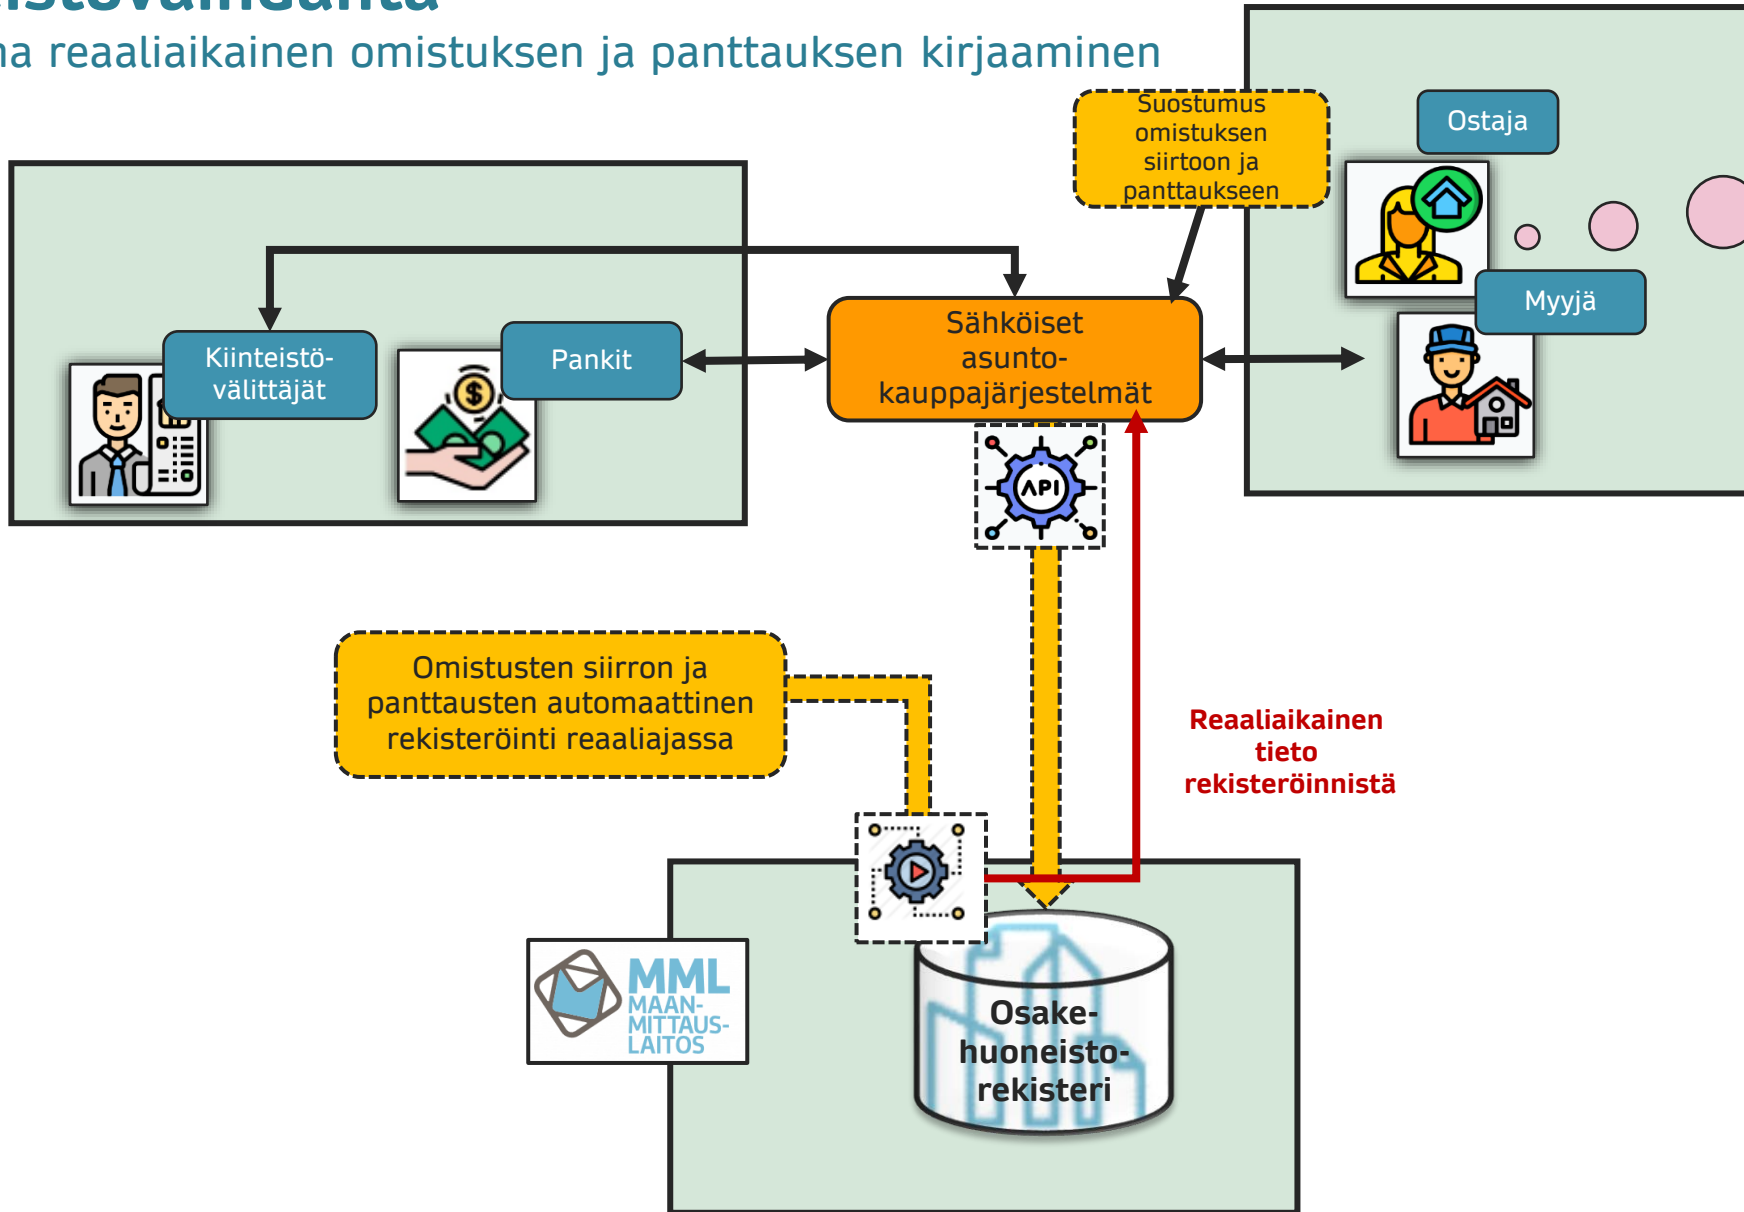 na reaaliaikainen omistuksen ja panttauksen kirjaaminen
Suostumus
omistuksen
siirtoon ja
panttaukseen
Ostaja
Myyjä
Kiinteistö-
välittäjät
Pankit
Sähköiset
asunto-
kauppajärjestelmät
API
Omistusten siirron ja
panttausten automaattinen
rekisteröinti reaaliajassa
Reaaliaikainen
tieto
rekisteröinnistä
MML
MAAN-
MITTAUS-
LAITOS
Osake-
huoneisto-
rekisteri